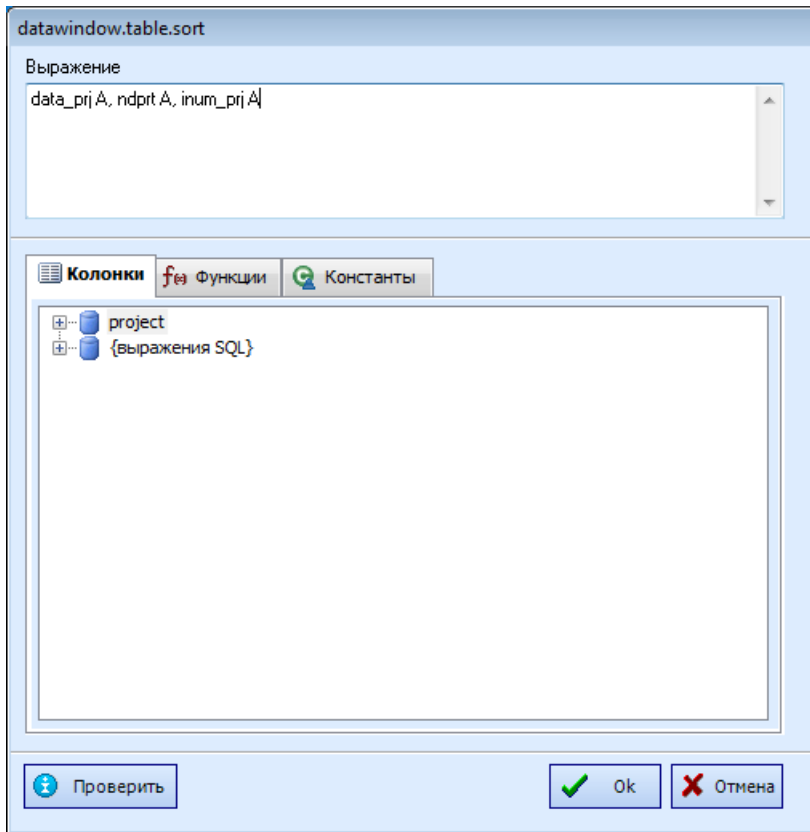 datawindow.table.sort
Выражение
data_prj A, ndprt A, inum_prj A
Колонки
f(x) Функции
Константы
project
{выражения SQL}
Проверить
Ok
Отмена